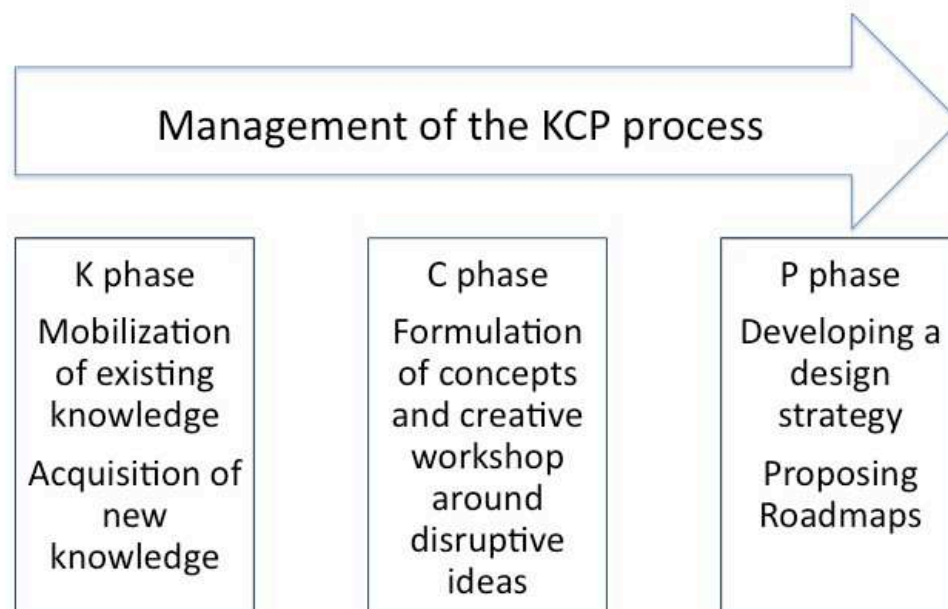 Management of the KCP process
K phase
Mobilization
of existing
knowledge
Acquisition of
new
knowledge
C phase
Formulation
of concepts
and creative
workshop
around
disruptive
ideas
P phase
Developing a
design
strategy
Proposing
Roadmaps